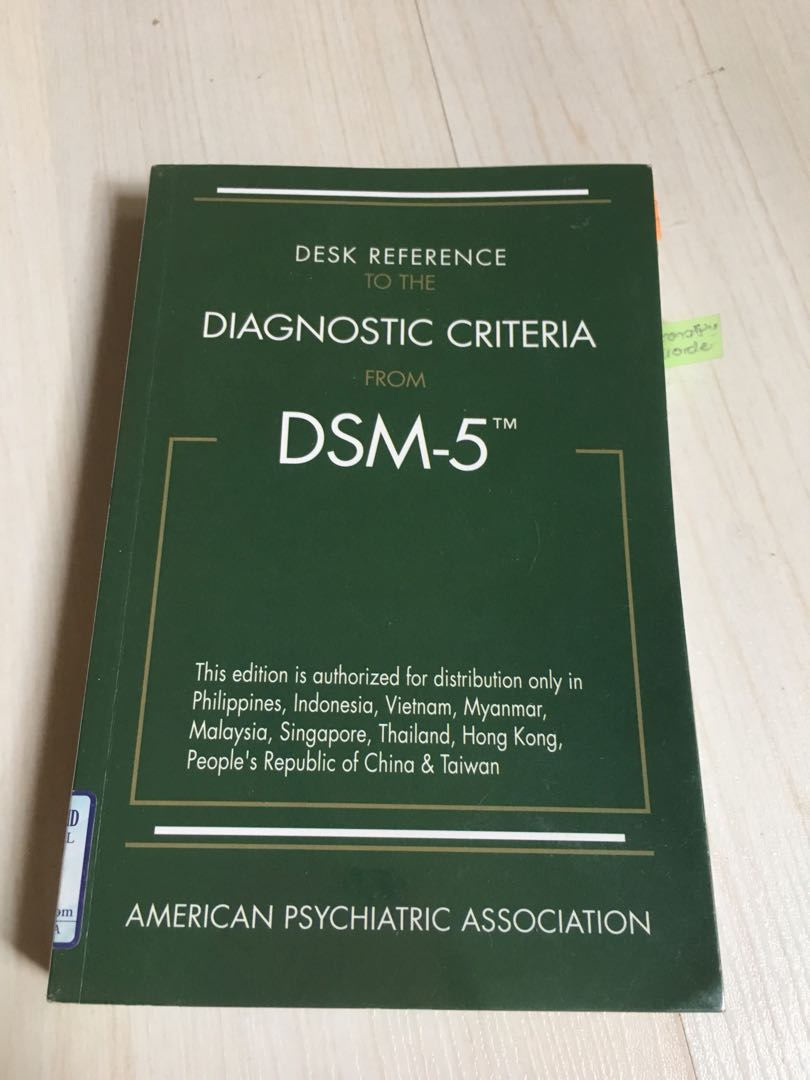 DESK REFERENCE
TO THE
DIAGNOSTIC CRITERIA
FROM
DSM-5™
This edition is authorized for distribution only in
Philippines, Indonesia, Vietnam, Myanmar,
Malaysia, Singapore, Thailand, Hong Kong,
People's Republic of China & Taiwan
AMERICAN PSYCHIATRIC ASSOCIATION